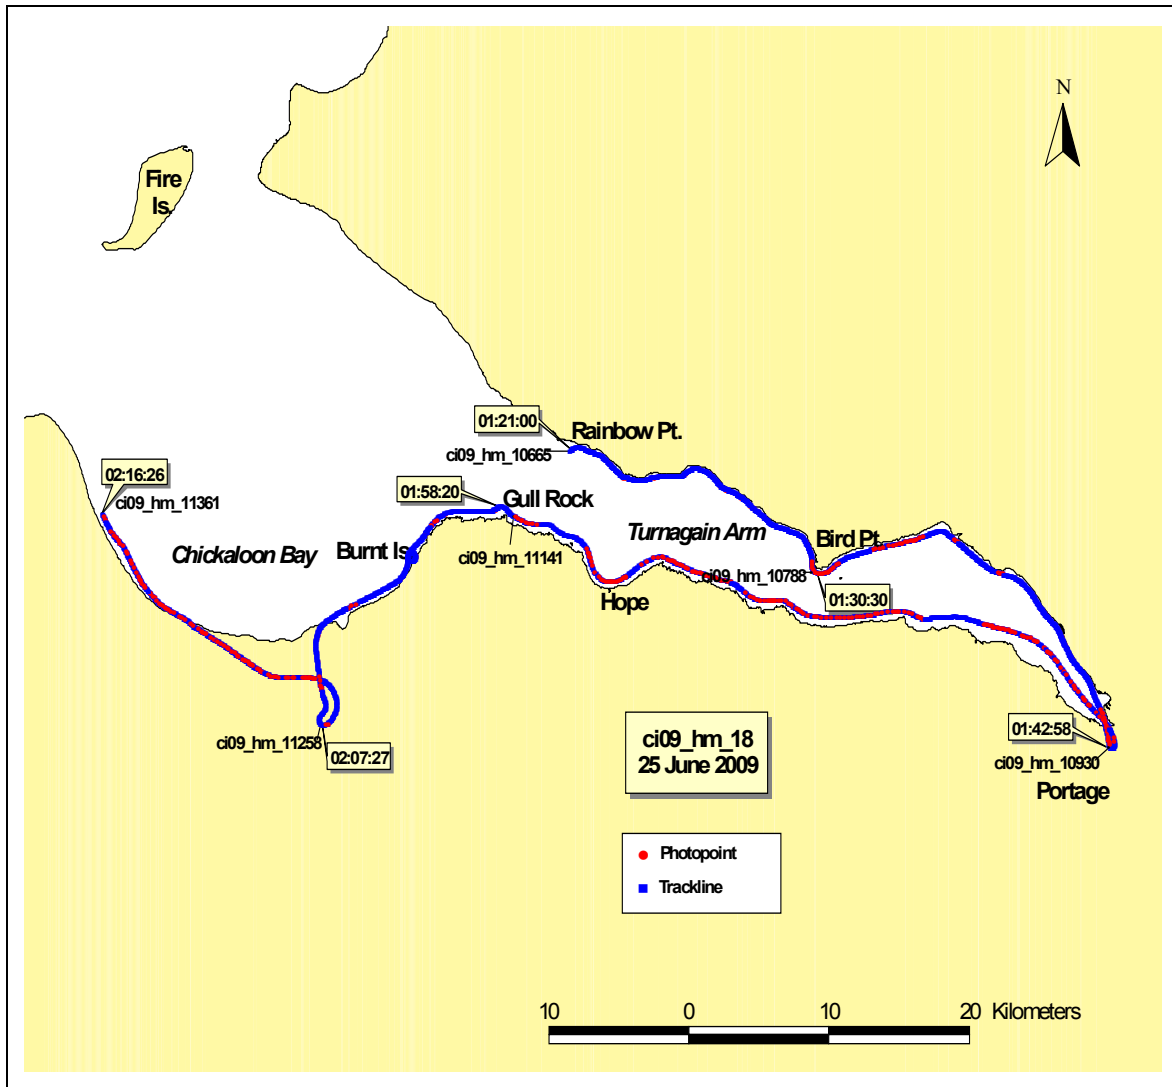 N
Fire
Is.
01:21:00
Rainbow Pt.
ci09_hm_10665
02:16:26
ci09_hm_11361
01:58:20
Gull Rock
Turnagain Arm
Bird Pt.
Chickaloon Bay
Burnt Is.
ci09_hm_11141
ci09_hm_10788
Hope
01:30:30
ci09_hm_11258
02:07:27
ci09_hm_18
25 June 2009
01:42:58
ci09_hm_10930
Portage
Photopoint
Trackline
10 0 10 20 Kilometers